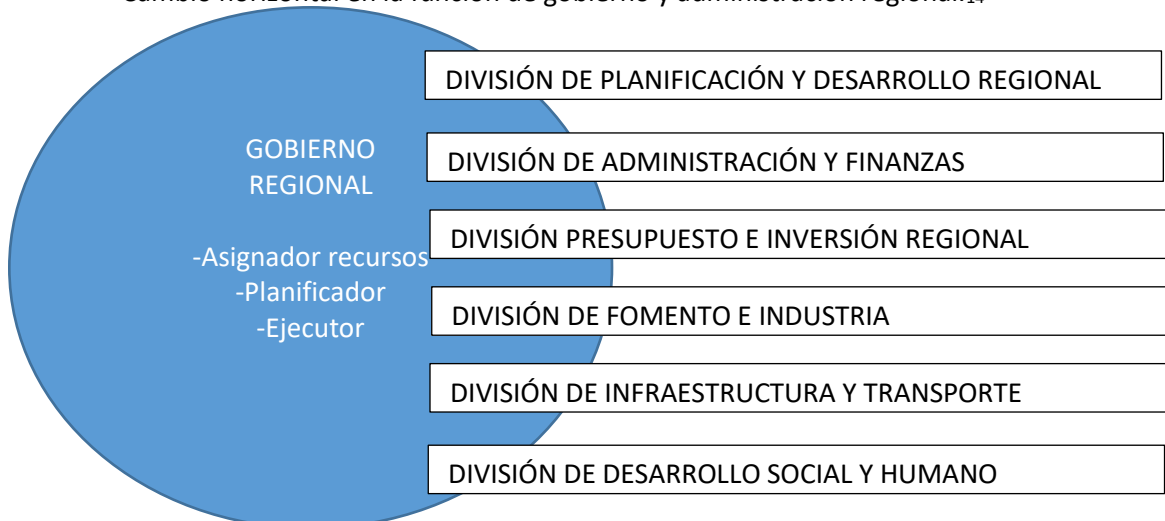 Cambio horizontal en la función de gobierno y administración regional.14
DIVISIÓN DE PLANIFICACIÓN Y DESARROLLO REGIONAL
GOBIERNO
REGIONAL
DIVISIÓN DE ADMINISTRACIÓN Y FINANZAS
DIVISIÓN PRESUPUESTO E INVERSIÓN REGIONAL
-Asignador recursos
-Planificador
-Ejecutor
DIVISIÓN DE FOMENTO E INDUSTRIA
DIVISIÓN DE INFRAESTRUCTURA Y TRANSPORTE
DIVISIÓN DE DESARROLLO SOCIAL Y HUMANO